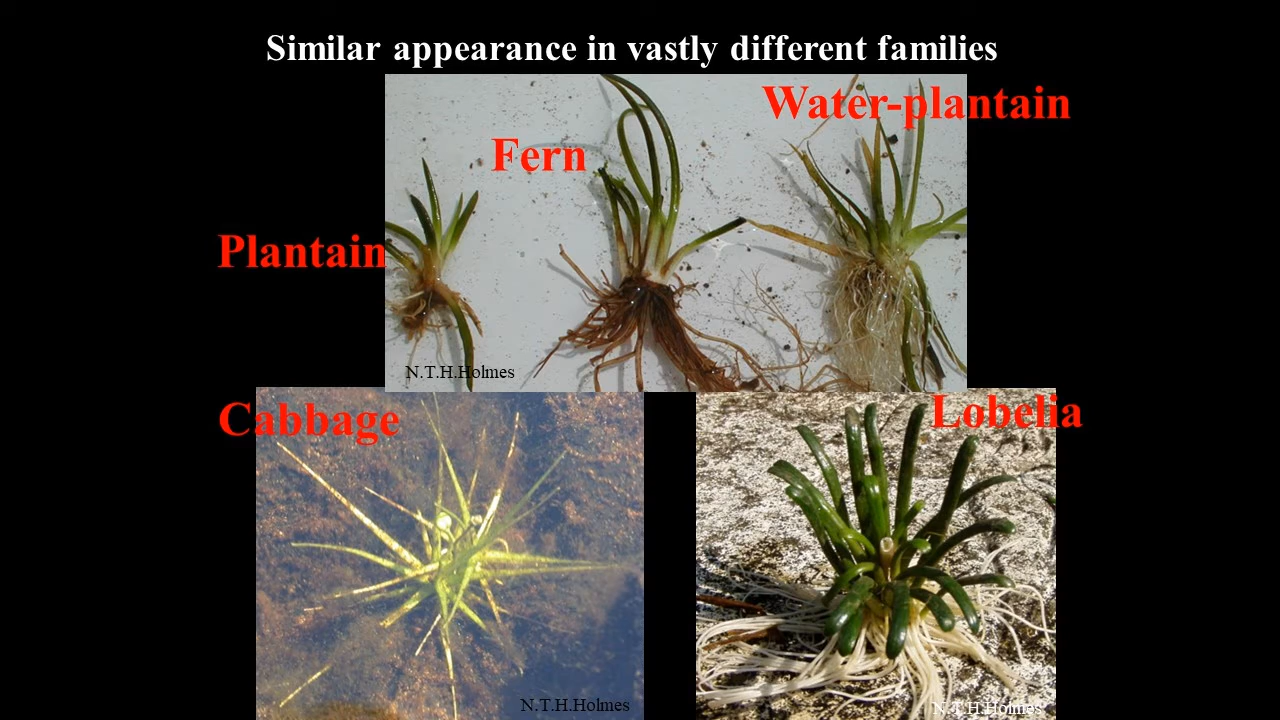 Similar appearance in vastly different families
Water-plantain
Fern
Plantain
N.T.H.Holmes
Cabbage
Lobelia
N.T.H.Holmes
N.T.H.Holmes